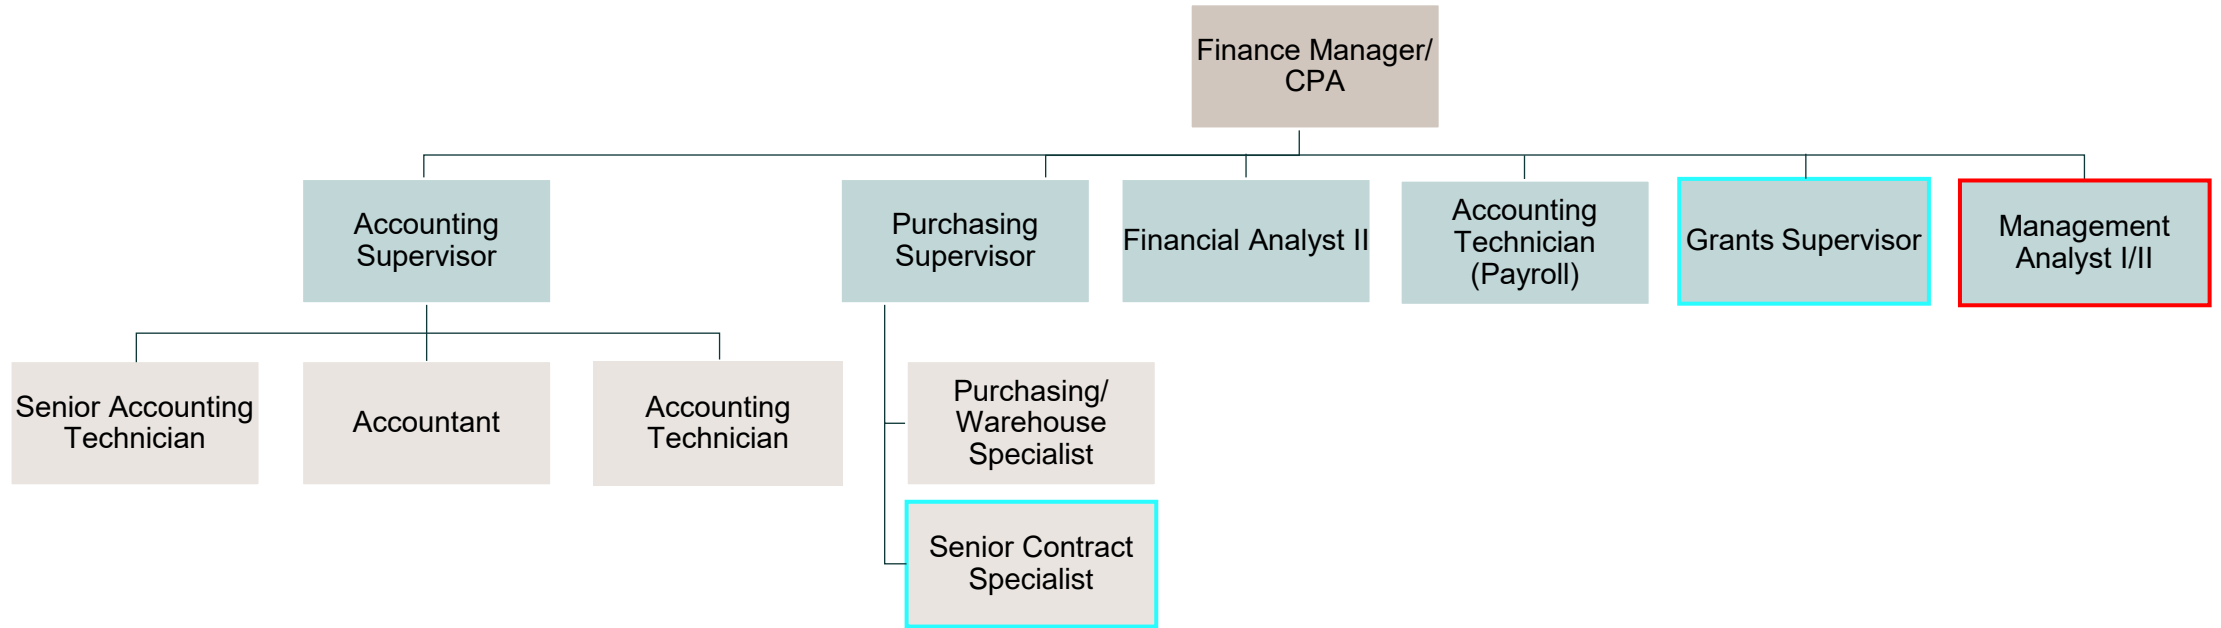 Finance Manager/
CPA
Accounting
Supervisor
Purchasing
Supervisor
Financial Analyst II
Accounting
Technician
(Payroll)
Grants Supervisor
Management
Analyst I/II
Senior Accounting
Technician
Accountant
Accounting
Technician
Purchasing/
Warehouse
Specialist
Senior Contract
Specialist